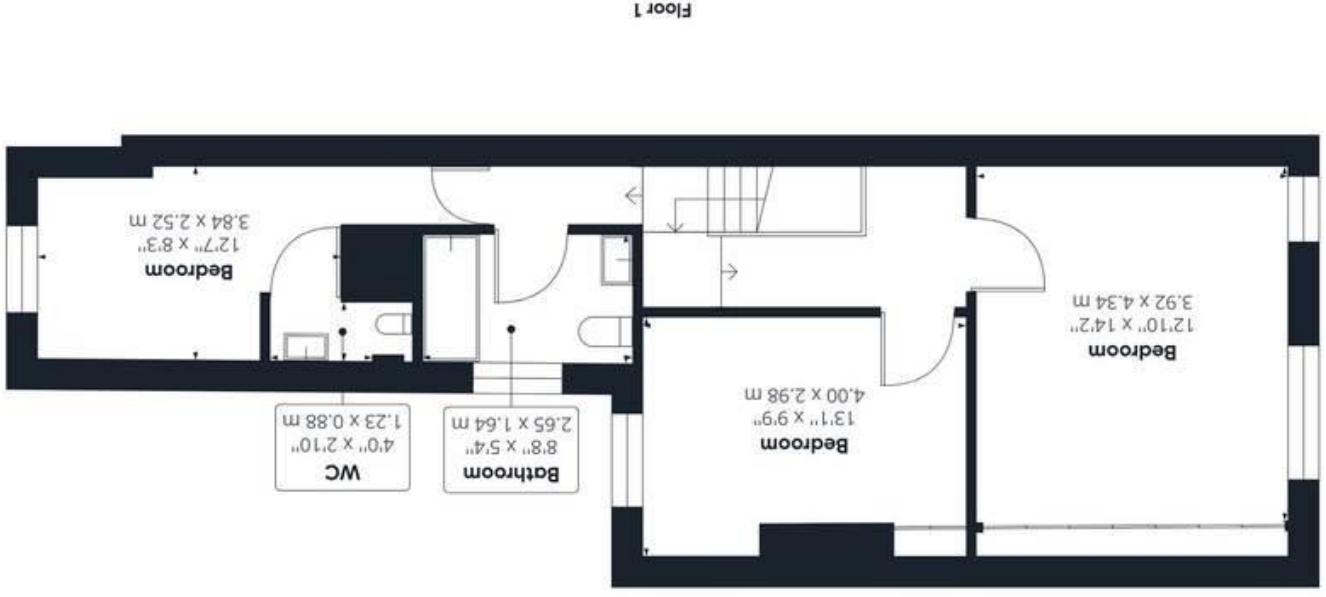 Bathroom
8'8" x 5'4"
2.65 x 1.64 m
WC
4'0" x 2'10"
1.23 x 0.88 m
Bedroom
13'1" x 9'9"
4.00 x 2.98 m
Bedroom
12'10" x 14'2"
3.92 x 4.34 m
Bedroom
12'7" x 8'3"
3.84 x 2.52 m
Floor 1